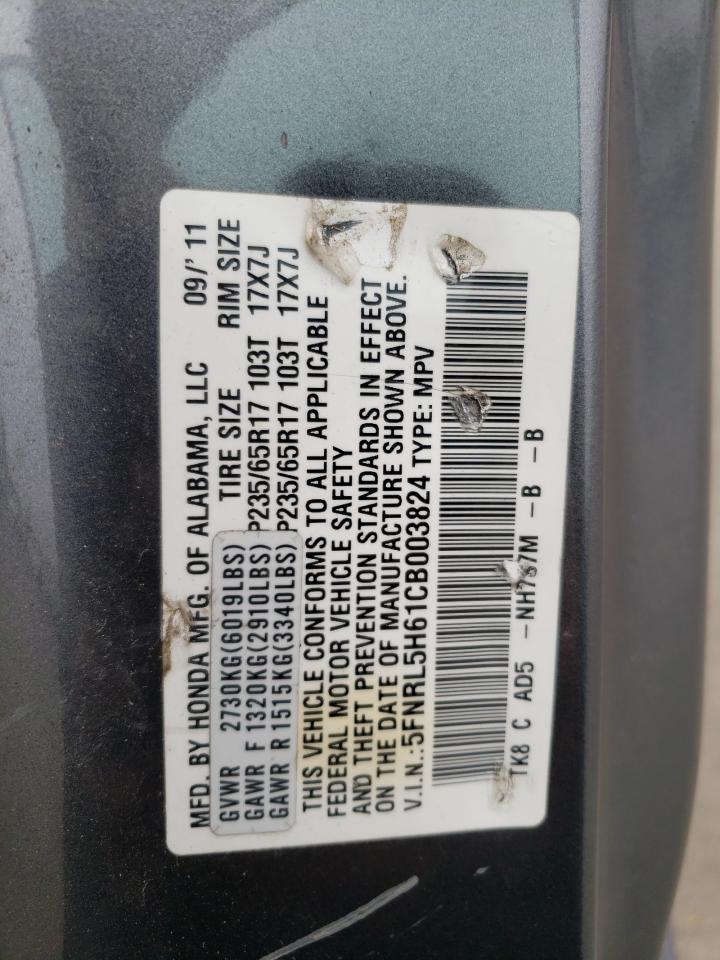 MFD. BY HONDA MFG. OF ALABAMA, LLC 09/'11
TIRE SIZE RIM SIZE
GVWR 2730KG(6019LBS)
GAWR F 1320KG(2910LBS) P235/65R17 103T 17X7J
GAWR R 1515KG(3340LBS) P235/65R17 103T 17X7J
THIS VEHICLE CONFORMS TO ALL APPLICABLE
FEDERAL MOTOR VEHICLE SAFETY
AND THEFT PREVENTION STANDARDS IN EFFECT
ON THE DATE OF MANUFACTURE SHOWN ABOVE.
V.I.N.:5FNRL5H61CB003824 TYPE: MPV
TK8 C AD5 -B -B